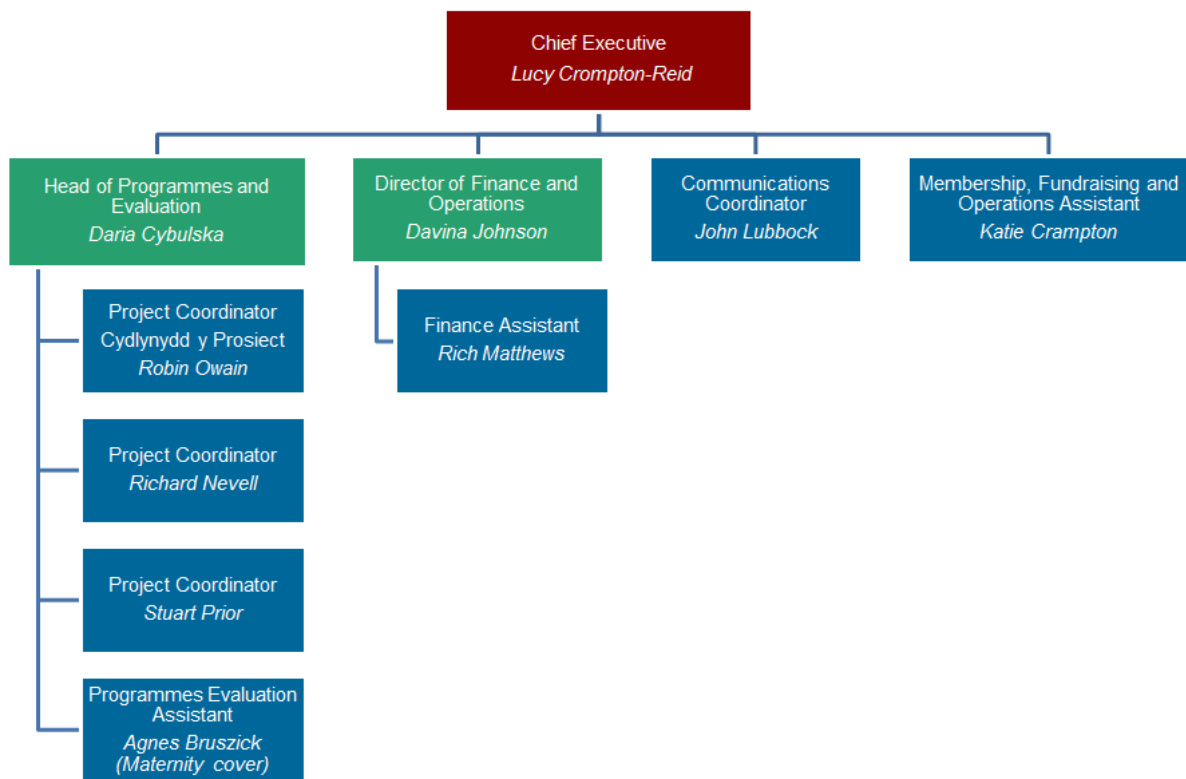 Chief Executive
Lucy Crompton-Reid
Head of Programmes and
Evaluation
Daria Cybulska
Director of Finance and
Operations
Davina Johnson
Communications
Coordinator
John Lubbock
Membership, Fundraising and
Operations Assistant
Katie Crampton
Project Coordinator
Cydlynydd y Prosiect
Robin Owain
Finance Assistant
Rich Matthews
Project Coordinator
Richard Nevell
Project Coordinator
Stuart Prior
Programmes Evaluation
Assistant
Agnes Bruszick
(Maternity cover)